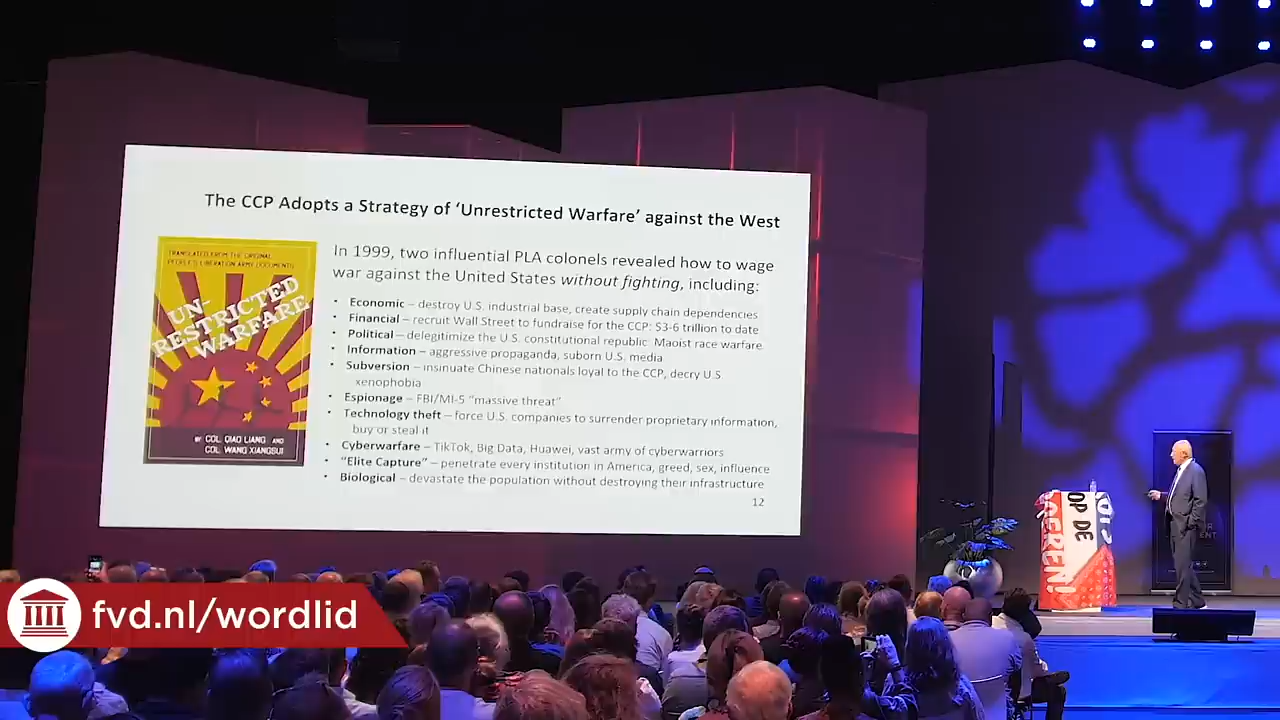 The CCP Adopts a Strategy of ‘Unrestricted Warfare’ against the West
TRANSLATED FROM THE ORIGINAL
PEOPLE'S LIBERATION ARMY DOCUMENTS
UN-
RESTRICTED
WARFARE
BY COL. QIAO LIANG AND
COL. WANG XIANGSUI
In 1999, two influential PLA colonels revealed how to wage
war against the United States without fighting, including:
• Economic – destroy U.S. industrial base, create supply chain dependencies
• Financial – recruit Wall Street to fundraise for the CCP: $3-6 trillion to date
• Political – delegitimize the U.S. constitutional republic: Maoist race warfare
• Information – aggressive propaganda, suborn U.S. media
• Subversion – insinuate Chinese nationals loyal to the CCP, decry U.S.
xenophobia
• Espionage – FBI/MI-5 “massive threat”
• Technology theft – force U.S. companies to surrender proprietary information,
buy or steal it
• Cyberwarfare – TikTok, Big Data, Huawei, vast army of cyberwarriors
• “Elite Capture” – penetrate every institution in America, greed, sex, influence
• Biological – devastate the population without destroying their infrastructure
12
OP DE
fvd.nl/wordlid